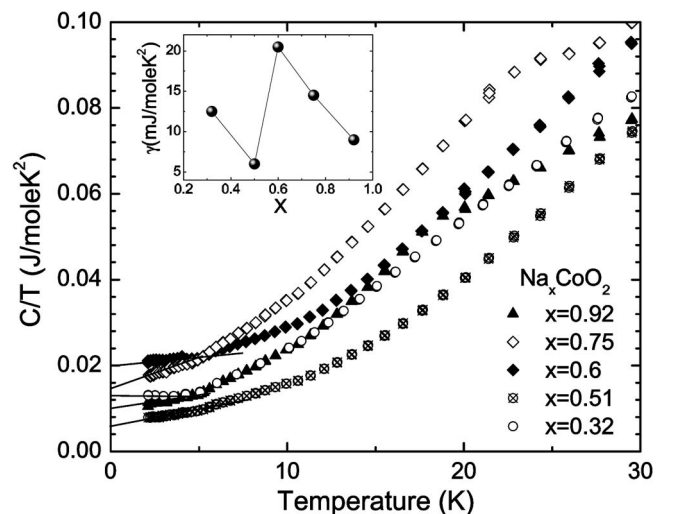 0.10
0.08
0.06
0.04
0.02
0.00
C/T (J/moleK²)
0
10
20
30
Temperature (K)
20
15
10
5
γ(mJ/moleK²)
0.2
0.4
0.6
0.8
1.0
X
NaₓCoO₂
x=0.92
x=0.75
x=0.6
x=0.51
x=0.32